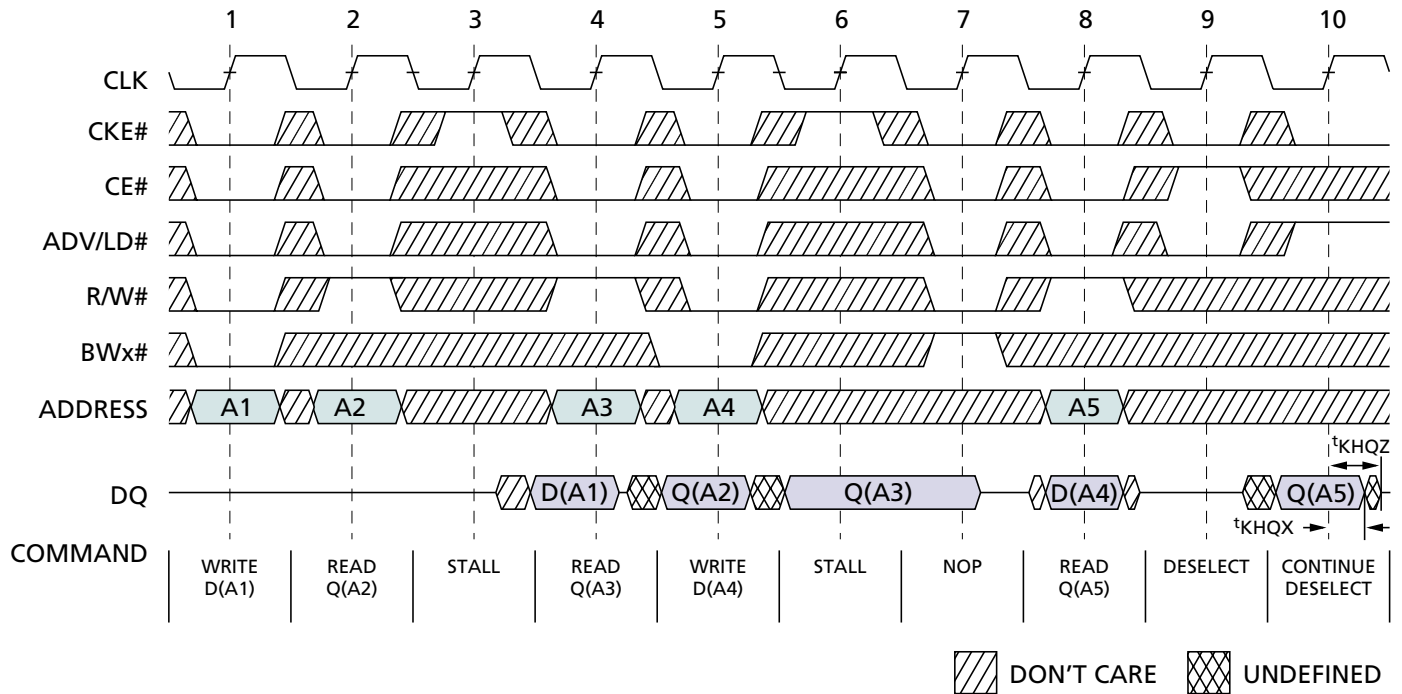 1 2 3 4 5 6 7 8 9 10
CLK
CKE#
CE#
ADV/LD#
R/W#
BWx#
ADDRESS A1 A2 A3 A4 A5
tKHQZ
DQ D(A1) Q(A2) Q(A3) D(A4) Q(A5)
tKHQX
COMMAND
WRITE READ STALL READ WRITE STALL NOP READ DESELECT CONTINUE
D(A1) Q(A2) Q(A3) D(A4) Q(A5) DESELECT
DON'T CARE UNDEFINED